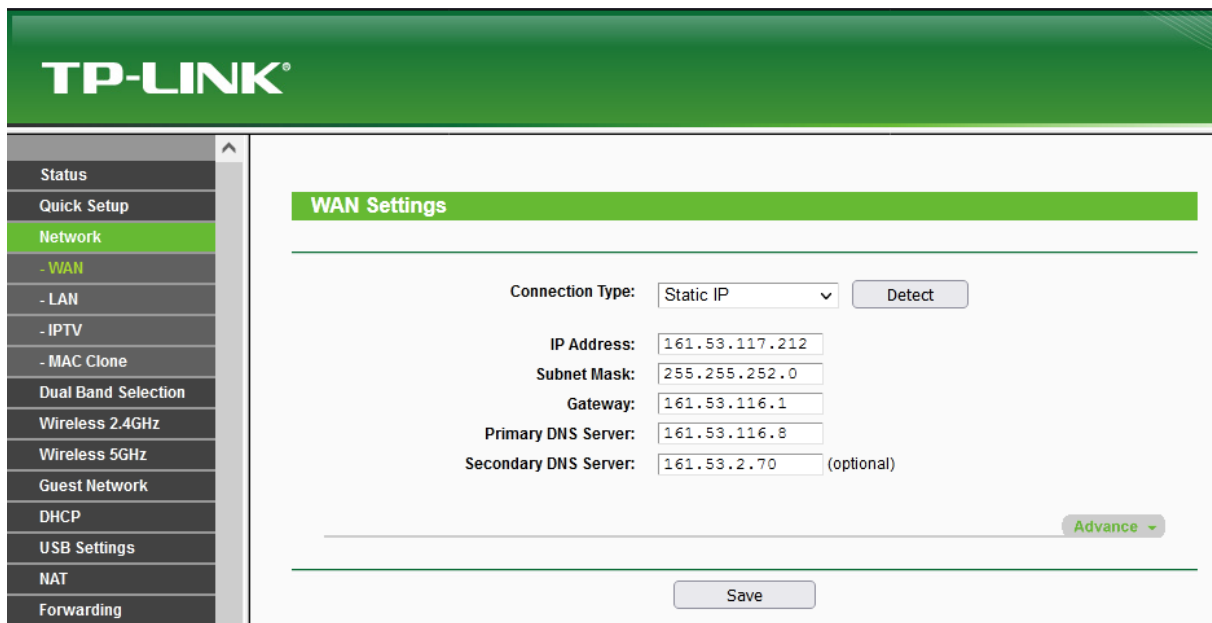 TP-LINK®
Status
Quick Setup
Network
- WAN
- LAN
- IPTV
- MAC Clone
Dual Band Selection
Wireless 2.4GHz
Wireless 5GHz
Guest Network
DHCP
USB Settings
NAT
Forwarding
WAN Settings
Connection Type: Static IP Detect
IP Address: 161.53.117.212
Subnet Mask: 255.255.252.0
Gateway: 161.53.116.1
Primary DNS Server: 161.53.116.8
Secondary DNS Server: 161.53.2.70 (optional)
Advance
Save